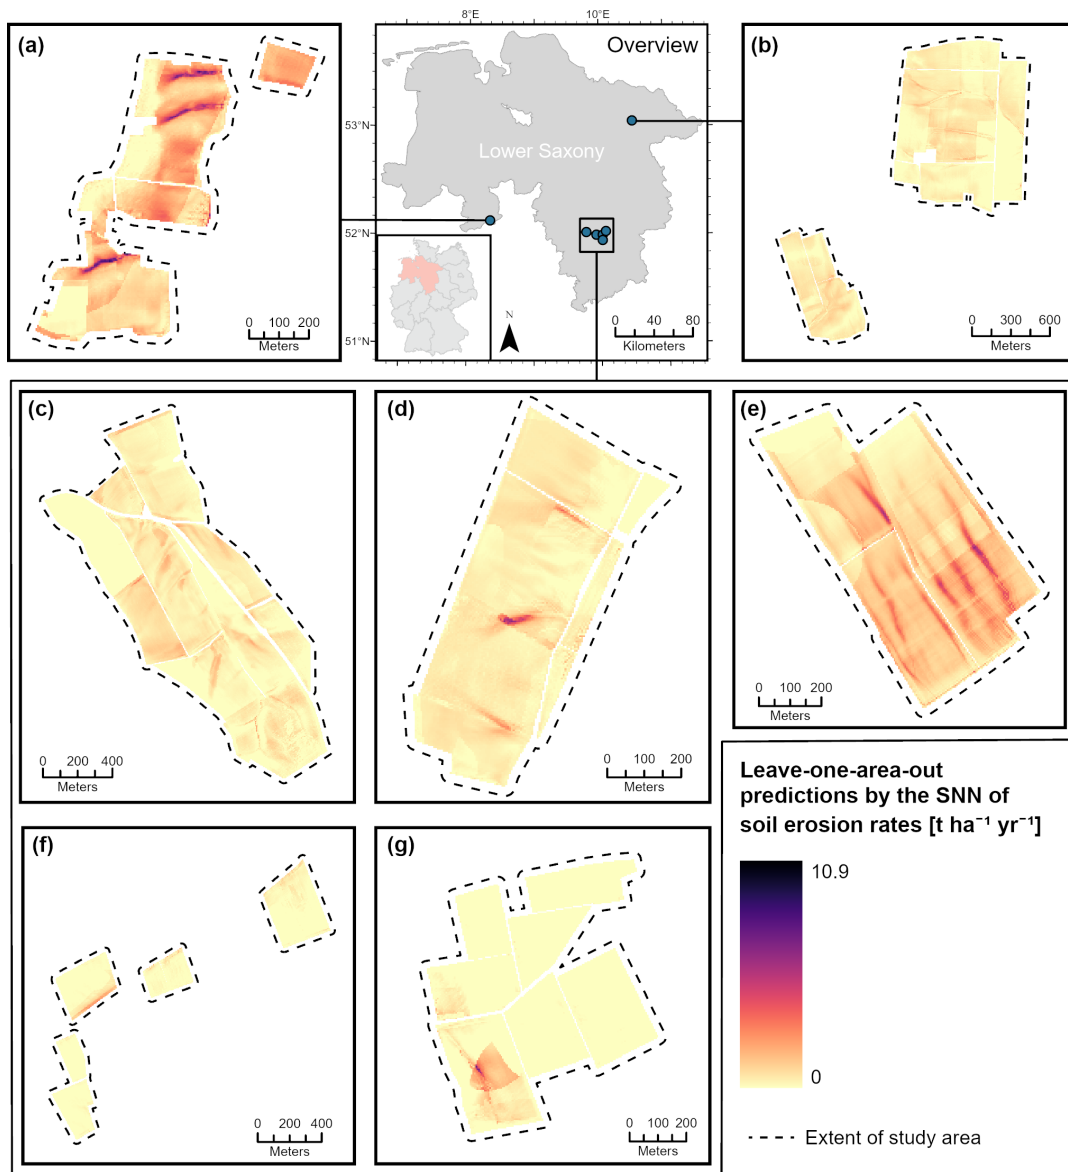 (a)
0 100 200
Meters
8°E 10°E
Overview
53°N
52°N
51°N
Lower Saxony
N
0 40 80
Kilometers
(b)
0 300 600
Meters
(c)
0 200 400
Meters
(d)
0 100 200
Meters
(e)
0 100 200
Meters
(f)
0 200 400
Meters
(g)
0 100 200
Meters
Leave-one-area-out
predictions by the SNN of
soil erosion rates [t ha⁻¹ yr⁻¹]
10.9
0
Extent of study area